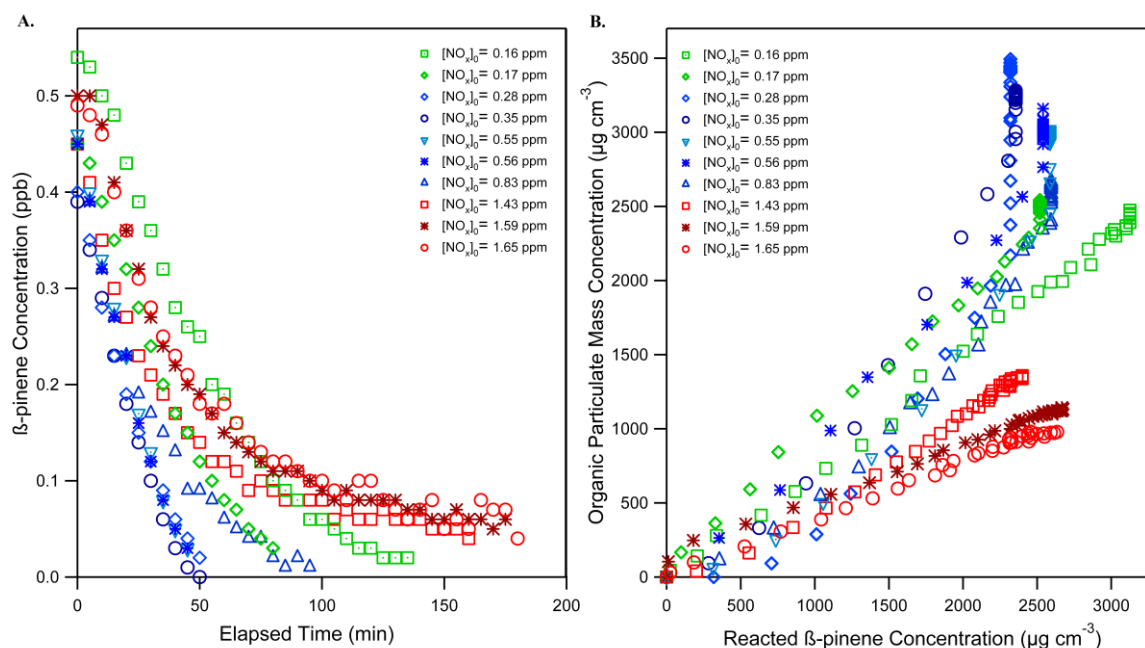 A.
ß-pinene Concentration (ppb)
0.5
0.4
0.3
0.2
0.1
0.0
0
50
100
150
200
Elapsed Time (min)
[NOx]0= 0.16 ppm
[NOx]0= 0.17 ppm
[NOx]0= 0.28 ppm
[NOx]0= 0.35 ppm
[NOx]0= 0.55 ppm
[NOx]0= 0.56 ppm
[NOx]0= 0.83 ppm
[NOx]0= 1.43 ppm
[NOx]0= 1.59 ppm
[NOx]0= 1.65 ppm
B.
Organic Particulate Mass Concentration (µg cm⁻³)
3500
3000
2500
2000
1500
1000
500
0
0
500
1000
1500
2000
2500
3000
Reacted ß-pinene Concentration (µg cm⁻³)
[NOx]0= 0.16 ppm
[NOx]0= 0.17 ppm
[NOx]0= 0.28 ppm
[NOx]0= 0.35 ppm
[NOx]0= 0.55 ppm
[NOx]0= 0.56 ppm
[NOx]0= 0.83 ppm
[NOx]0= 1.43 ppm
[NOx]0= 1.59 ppm
[NOx]0= 1.65 ppm